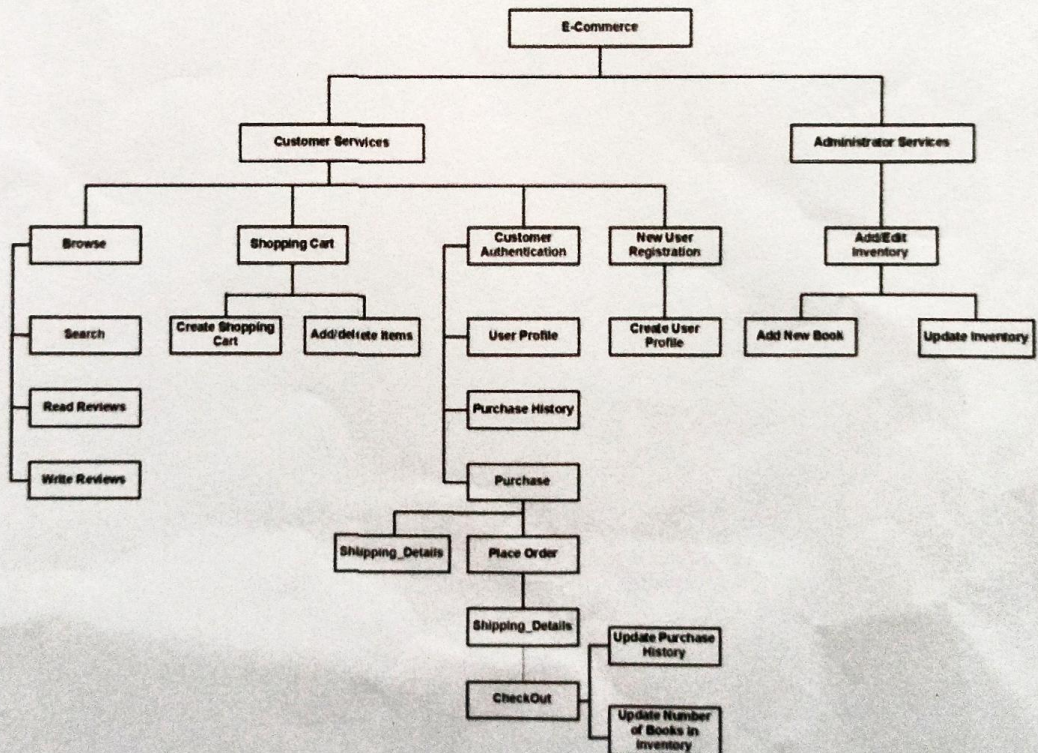 E-Commerce
Customer Services
Administrator Services
Browse
Shopping Cart
Customer
Authentication
New User
Registration
Add/Edit
Inventory
Search
Create Shopping
Cart
Add/delete Items
User Profile
Create User
Profile
Add New Book
Update Inventory
Read Reviews
Purchase History
Write Reviews
Purchase
Shipping_Details
Place Order
Shipping_Details
Update Purchase
History
CheckOut
Update Number
of Books in
Inventory